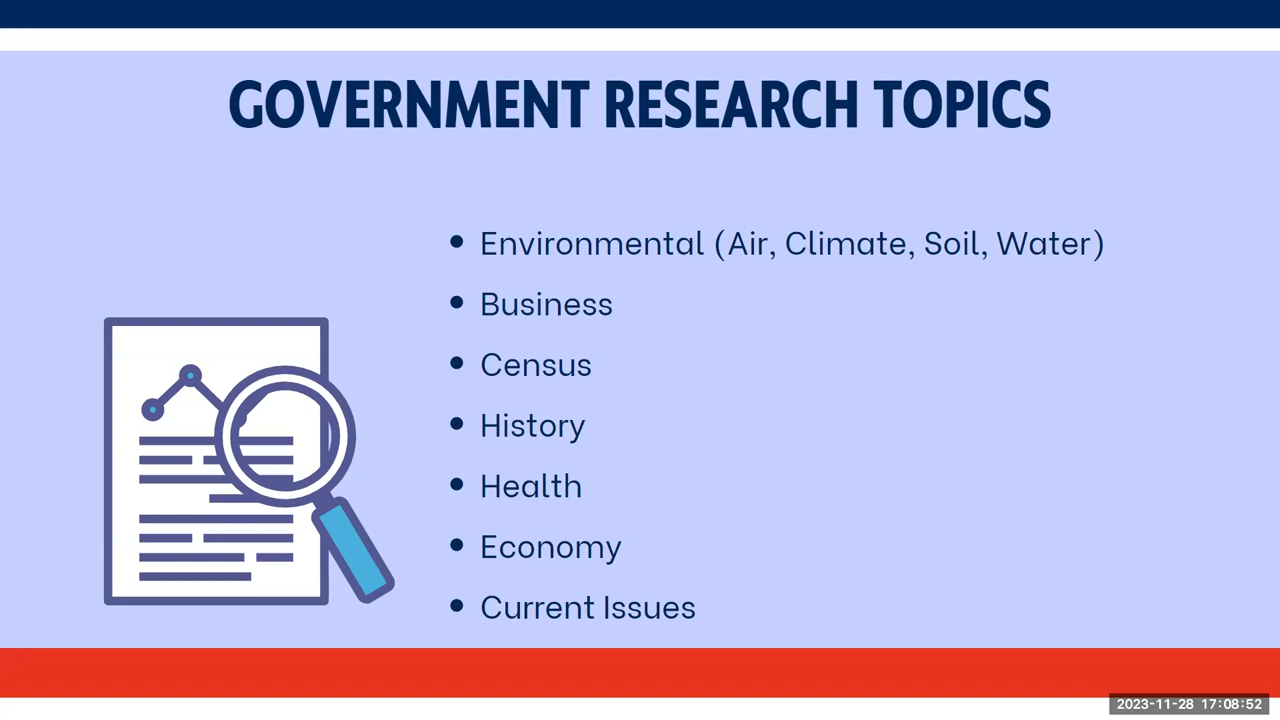 GOVERNMENT RESEARCH TOPICS
• Environmental (Air, Climate, Soil, Water)
• Business
• Census
• History
• Health
• Economy
• Current Issues
2023-11-28 17:08:52